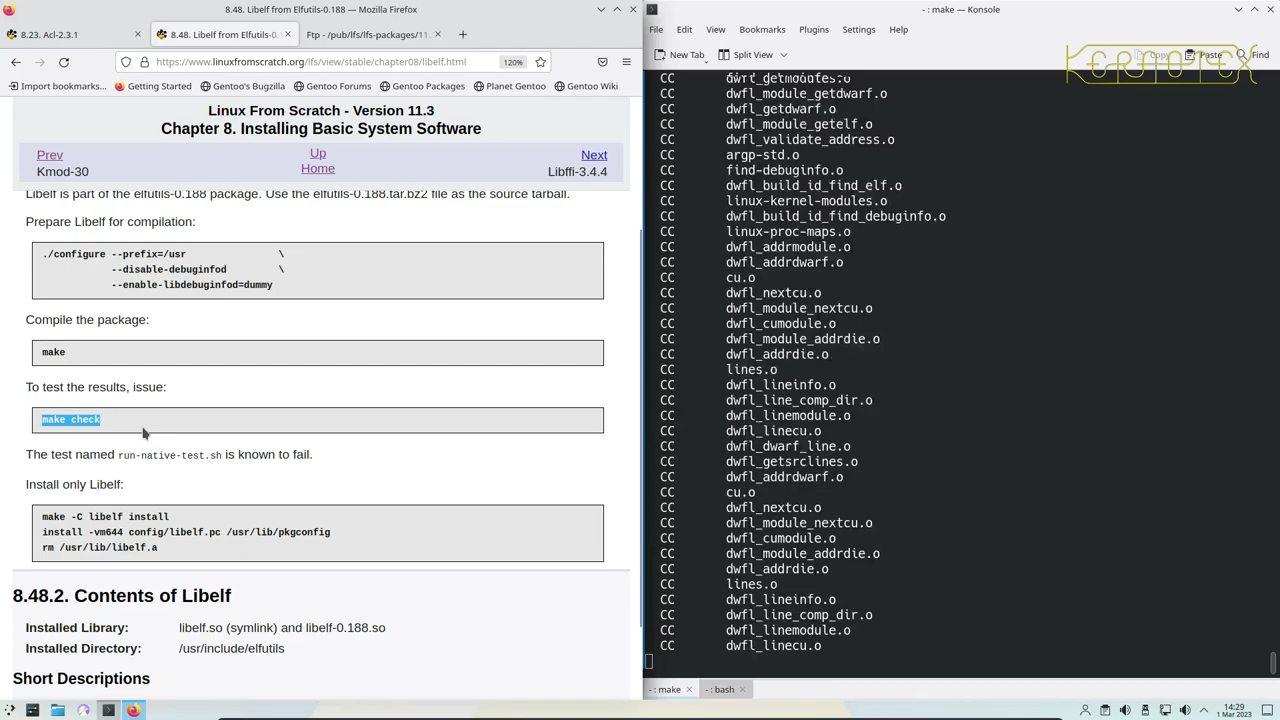 8.48. Libelf from Elfutils-0.188 — Mozilla Firefox
8.23. Acl-2.3.1
8.48. Libelf from Elfutils-0.1
Ftp - /pub/lfs/lfs-packages/11.
https://www.linuxfromscratch.org/lfs/view/stable/chapter08/libelf.html
120%
Import bookmarks...
Getting Started
Gentoo's Bugzilla
Gentoo Forums
Gentoo Packages
Planet Gentoo
Gentoo Wiki
Linux From Scratch - Version 11.3
Chapter 8. Installing Basic System Software
Prev
Up
Next
Kmod-30
Home
Libffi-3.4.4
Libelf is part of the elfutils-0.188 package. Use the elfutils-0.188.tar.bz2 file as the source tarball.
Prepare Libelf for compilation:
./configure --prefix=/usr \
--disable-debuginfod \
--enable-libdebuginfod=dummy
Compile the package:
make
To test the results, issue:
make check
The test named run-native-test.sh is known to fail.
Install only Libelf:
make -C libelf install
install -vm644 config/libelf.pc /usr/lib/pkgconfig
rm /usr/lib/libelf.a
8.48.2. Contents of Libelf
Installed Library: libelf.so (symlink) and libelf-0.188.so
Installed Directory: /usr/include/elfutils
Short Descriptions
- : make — Konsole
File Edit View Bookmarks Plugins Settings Help
New Tab
Split View
Copy
Paste
Find
KERNOTEX
CC dwfl_getmodules.o
CC dwfl_module_getdwarf.o
CC dwfl_getdwarf.o
CC dwfl_module_getelf.o
CC dwfl_validate_address.o
CC argp-std.o
CC find-debuginfo.o
CC dwfl_build_id_find_elf.o
CC linux-kernel-modules.o
CC dwfl_build_id_find_debuginfo.o
CC linux-proc-maps.o
CC dwfl_addrmodule.o
CC dwfl_addrdwarf.o
CC cu.o
CC dwfl_nextcu.o
CC dwfl_module_nextcu.o
CC dwfl_cumodule.o
CC dwfl_module_addrdie.o
CC dwfl_addrdie.o
CC lines.o
CC dwfl_lineinfo.o
CC dwfl_line_comp_dir.o
CC dwfl_linemodule.o
CC dwfl_linecu.o
CC dwfl_dwarf_line.o
CC dwfl_getsrclines.o
CC dwfl_addrdwarf.o
CC cu.o
CC dwfl_nextcu.o
CC dwfl_module_nextcu.o
CC dwfl_cumodule.o
CC dwfl_module_addrdie.o
CC dwfl_addrdie.o
CC lines.o
CC dwfl_lineinfo.o
CC dwfl_line_comp_dir.o
CC dwfl_linemodule.o
CC dwfl_linecu.o
- : make
- : bash
14:29
1 Mar 2023